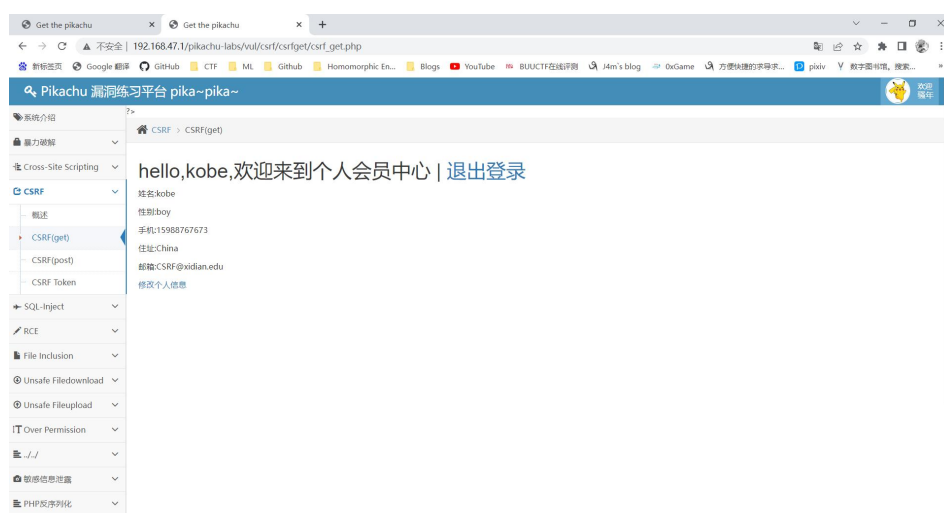 Get the pikachu
Get the pikachu
不安全 | 192.168.47.1/pikachu-labs/vul/csrf/csrfget/csrf_get.php
新标签页 Google 翻译 GitHub CTF ML Github Homomorphic En... Blogs YouTube BUUCTF在线评测 J4m's blog 0xGame 方便快捷的求导求... pixiv 数字图书馆,搜索... »
Pikachu 漏洞练习平台 pika~pika~
欢迎
骚年
系统介绍
暴力破解
Cross-Site Scripting
CSRF
概述
CSRF(get)
CSRF(post)
CSRF Token
SQL-Inject
RCE
File Inclusion
Unsafe Filedownload
Unsafe Fileupload
Over Permission
../../
敏感信息泄露
PHP反序列化
?>
CSRF > CSRF(get)
hello,kobe,欢迎来到个人会员中心 | 退出登录
姓名:kobe
性别:boy
手机:15988767673
住址:China
邮箱:CSRF@xidian.edu
修改个人信息